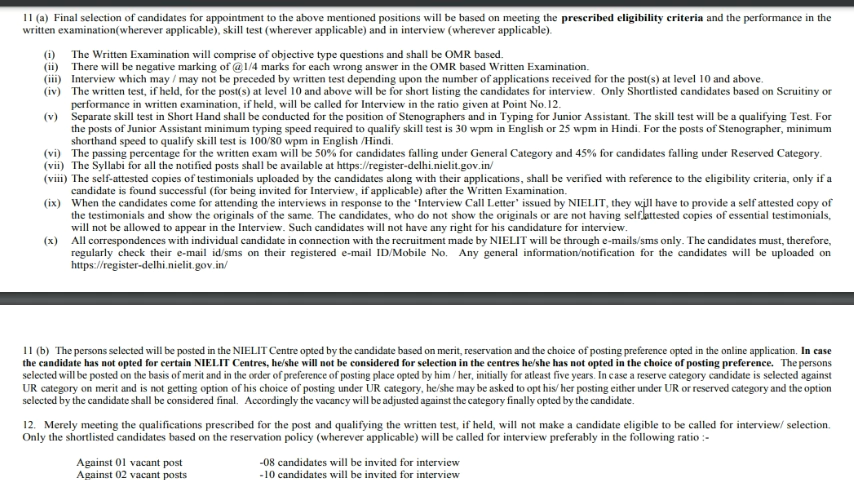 11 (a) Final selection of candidates for appointment to the above mentioned positions will be based on meeting the prescribed eligibility criteria and the performance in the
written examination(wherever applicable), skill test (wherever applicable) and in interview (wherever applicable).
(i) The Written Examination will comprise of objective type questions and shall be OMR based.
(ii) There will be negative marking of @1/4 marks for each wrong answer in the OMR based Written Examination.
(iii) Interview which may / may not be preceded by written test depending upon the number of applications received for the post(s) at level 10 and above.
(iv) The written test, if held, for the post(s) at level 10 and above will be for short listing the candidates for interview. Only Shortlisted candidates based on Scrutiny or
performance in written examination, if held, will be called for Interview in the ratio given at Point No.12.
(v) Separate skill test in Short Hand shall be conducted for the position of Stenographers and in Typing for Junior Assistant. The skill test will be a qualifying Test. For
the posts of Junior Assistant minimum typing speed required to qualify skill test is 30 wpm in English or 25 wpm in Hindi. For the posts of Stenographer, minimum
shorthand speed to qualify skill test is 100/80 wpm in English /Hindi.
(vi) The passing percentage for the written exam will be 50% for candidates falling under General Category and 45% for candidates falling under Reserved Category.
(vii) The Syllabi for all the notified posts shall be available at https://register-delhi.nielit.gov.in/
(viii) The self-attested copies of testimonials uploaded by the candidates along with their applications, shall be verified with reference to the eligibility criteria, only if a
candidate is found successful (for being invited for Interview, if applicable) after the Written Examination.
(ix) When the candidates come for attending the interviews in response to the 'Interview Call Letter' issued by NIELIT, they will have to provide a self attested copy of
the testimonials and show the originals of the same. The candidates, who do not show the originals or are not having self attested copies of essential testimonials,
will not be allowed to appear in the Interview. Such candidates will not have any right for his candidature for interview.
(x) All correspondences with individual candidate in connection with the recruitment made by NIELIT will be through e-mails/sms only. The candidates must, therefore,
regularly check their e-mail id/sms on their registered e-mail ID/Mobile No. Any general information/notification for the candidates will be uploaded on
https://register-delhi.nielit.gov.in/
11 (b) The persons selected will be posted in the NIELIT Centre opted by the candidate based on merit, reservation and the choice of posting preference opted in the online application. In case
the candidate has not opted for certain NIELIT Centres, he/she will not be considered for selection in the centres he/she has not opted in the choice of posting preference. The persons
selected will be posted on the basis of merit and in the order of preference of posting place opted by him / her, initially for atleast five years. In case a reserve category candidate is selected against
UR category on merit and is not getting option of his choice of posting under UR category, he/she may be asked to opt his/ her posting either under UR or reserved category and the option
selected by the candidate shall be considered final. Accordingly the vacancy will be adjusted against the category finally opted by the candidate.
12. Merely meeting the qualifications prescribed for the post and qualifying the written test, if held, will not make a candidate eligible to be called for interview/ selection.
Only the shortlisted candidates based on the reservation policy (wherever applicable) will be called for interview preferably in the following ratio :-
Against 01 vacant post -08 candidates will be invited for interview
Against 02 vacant posts -10 candidates will be invited for interview